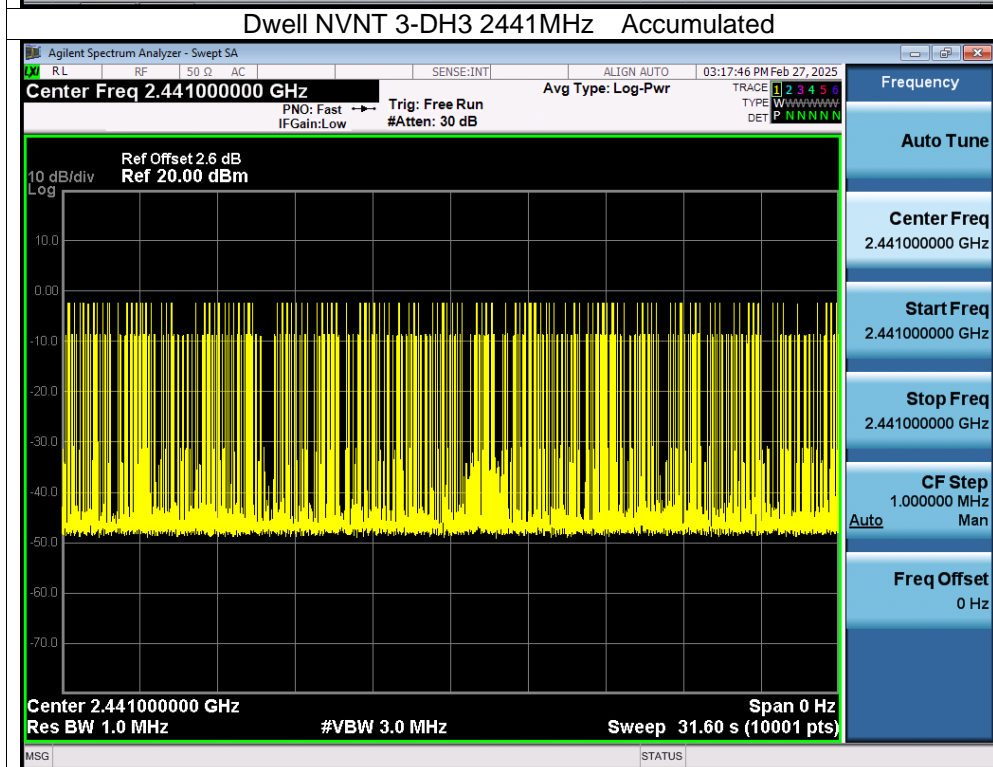 Dwell NVNT 3-DH3 2441MHz Accumulated
Agilent Spectrum Analyzer - Swept SA
LXI RL RF 50 Ω AC SENSE:INT ALIGN AUTO 03:17:46 PM Feb 27, 2025
Center Freq 2.441000000 GHz
PNO: Fast Trig: Free Run
IFGain:Low #Atten: 30 dB
Avg Type: Log-Pwr
TRACE 1 2 3 4 5 6
TYPE WWWWWWW
DET P N N N N N
Ref Offset 2.6 dB
10 dB/div Ref 20.00 dBm
Log
10.0
0.00
-10.0
-20.0
-30.0
-40.0
-50.0
-60.0
-70.0
Center 2.441000000 GHz Span 0 Hz
Res BW 1.0 MHz #VBW 3.0 MHz Sweep 31.60 s (10001 pts)
MSG STATUS
Frequency
Auto Tune
Center Freq
2.441000000 GHz
Start Freq
2.441000000 GHz
Stop Freq
2.441000000 GHz
CF Step
1.000000 MHz
Auto Man
Freq Offset
0 Hz